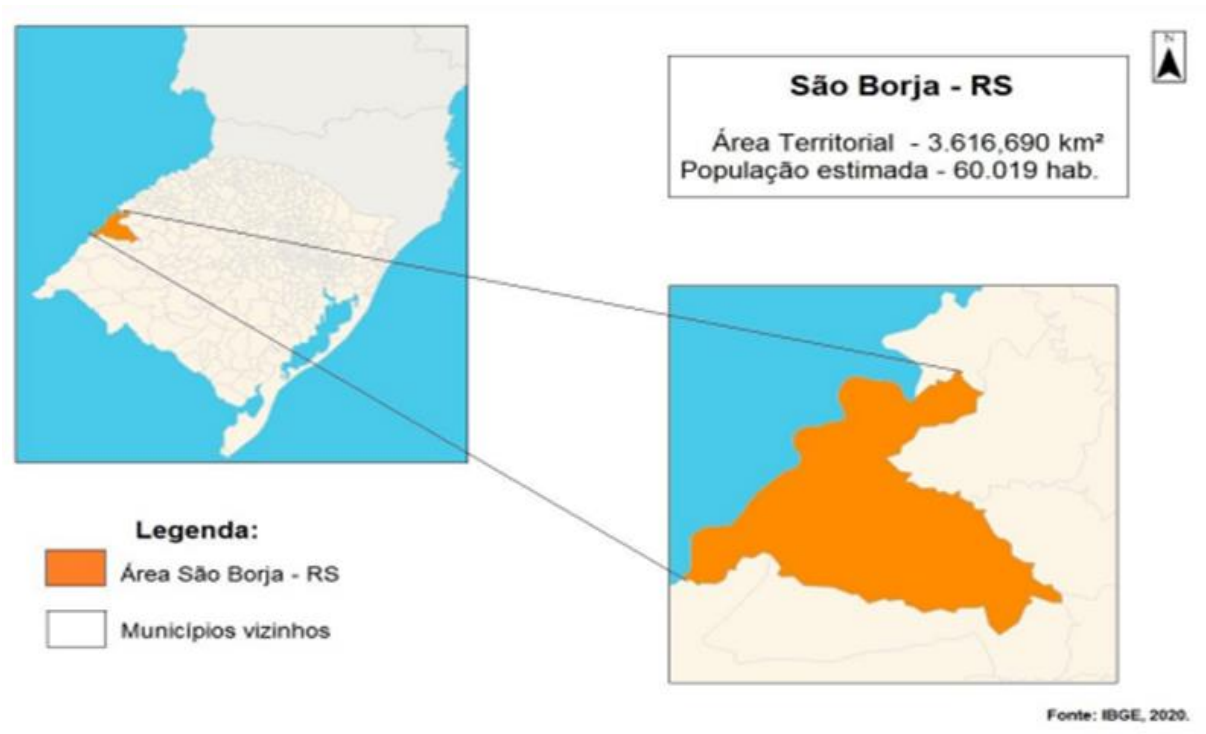 N
São Borja - RS
Área Territorial - 3.616,690 km²
População estimada - 60.019 hab.
Legenda:
Área São Borja - RS
Municípios vizinhos
Fonte: IBGE, 2020.